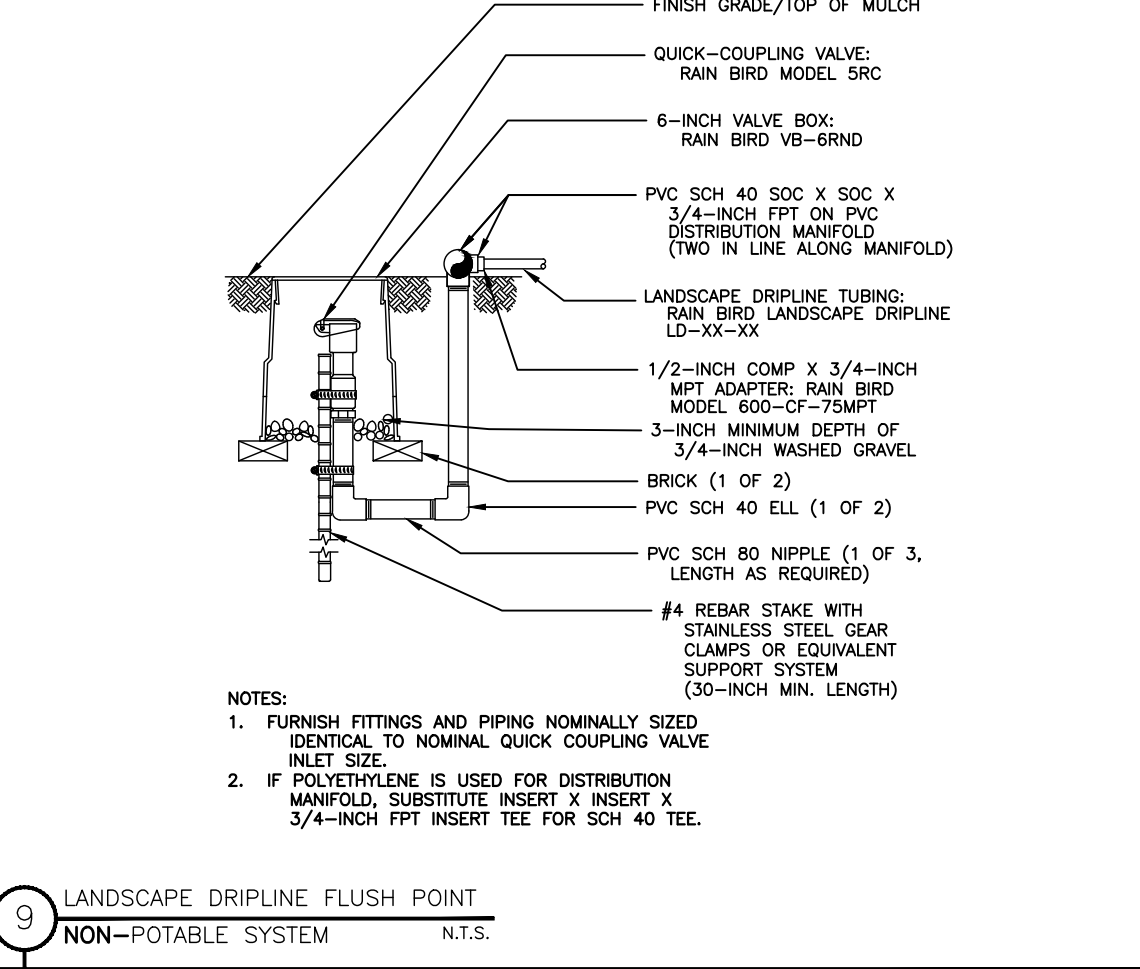 FINISH GRADE/TOP OF MULCH
QUICK-COUPLING VALVE:
RAIN BIRD MODEL 5RC
6-INCH VALVE BOX:
RAIN BIRD VB-6RND
PVC SCH 40 SOC X SOC X
3/4-INCH FPT ON PVC
DISTRIBUTION MANIFOLD
(TWO IN LINE ALONG MANIFOLD)
LANDSCAPE DRIPLINE TUBING:
RAIN BIRD LANDSCAPE DRIPLINE
LD-XX-XX
1/2-INCH COMP X 3/4-INCH
MPT ADAPTER: RAIN BIRD
MODEL 600-CF-75MPT
3-INCH MINIMUM DEPTH OF
3/4-INCH WASHED GRAVEL
BRICK (1 OF 2)
PVC SCH 40 ELL (1 OF 2)
PVC SCH 80 NIPPLE (1 OF 3,
LENGTH AS REQUIRED)
#4 REBAR STAKE WITH
STAINLESS STEEL GEAR
CLAMPS OR EQUIVALENT
SUPPORT SYSTEM
(30-INCH MIN. LENGTH)
NOTES:
1. FURNISH FITTINGS AND PIPING NOMINALLY SIZED
IDENTICAL TO NOMINAL QUICK COUPLING VALVE
INLET SIZE.
2. IF POLYETHYLENE IS USED FOR DISTRIBUTION
MANIFOLD, SUBSTITUTE INSERT X INSERT X
3/4-INCH FPT INSERT TEE FOR SCH 40 TEE.
9 LANDSCAPE DRIPLINE FLUSH POINT
NON-POTABLE SYSTEM N.T.S.